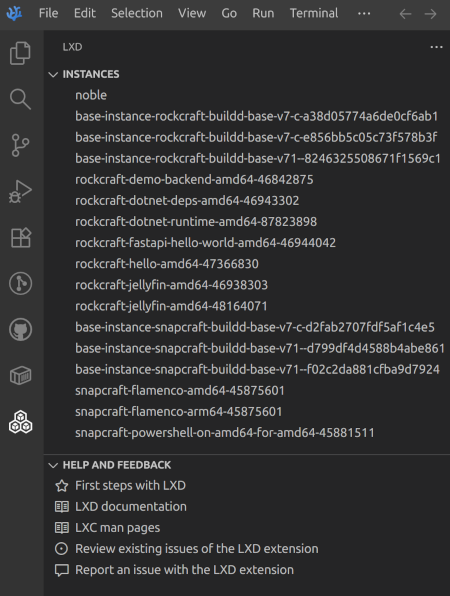 File Edit Selection View Go Run Terminal ···
LXD ···
INSTANCES
noble
base-instance-rockcraft-buildd-base-v7-c-a38d05774a6de0cf6ab1
base-instance-rockcraft-buildd-base-v7-c-e856bb5c05c73f578b3f
base-instance-rockcraft-buildd-base-v71--8246325508671f1569c1
rockcraft-demo-backend-amd64-46842875
rockcraft-dotnet-deps-amd64-46943302
rockcraft-dotnet-runtime-amd64-87823898
rockcraft-fastapi-hello-world-amd64-46944042
rockcraft-hello-amd64-47366830
rockcraft-jellyfin-amd64-46938303
rockcraft-jellyfin-amd64-48164071
base-instance-snapcraft-buildd-base-v7-c-d2fab2707fdf5af1c4e5
base-instance-snapcraft-buildd-base-v71--d799df4d4588b4abe861
base-instance-snapcraft-buildd-base-v71--f02c2da881cfba9d7924
snapcraft-flamenco-amd64-45875601
snapcraft-flamenco-arm64-45875601
snapcraft-powershell-on-amd64-for-amd64-45881511
HELP AND FEEDBACK
First steps with LXD
LXD documentation
LXC man pages
Review existing issues of the LXD extension
Report an issue with the LXD extension